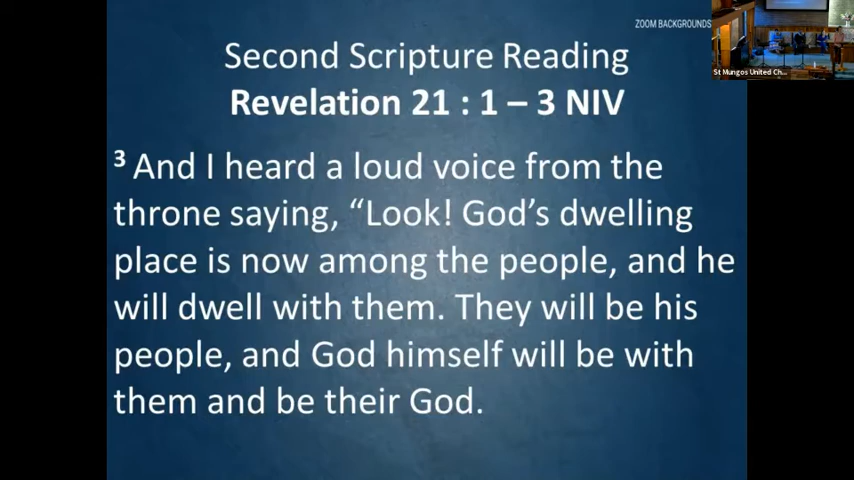 ZOOM BACKGROUNDS
St Mungos United Ch...
Second Scripture Reading
Revelation 21 : 1 – 3 NIV
³ And I heard a loud voice from the
throne saying, “Look! God’s dwelling
place is now among the people, and he
will dwell with them. They will be his
people, and God himself will be with
them and be their God.